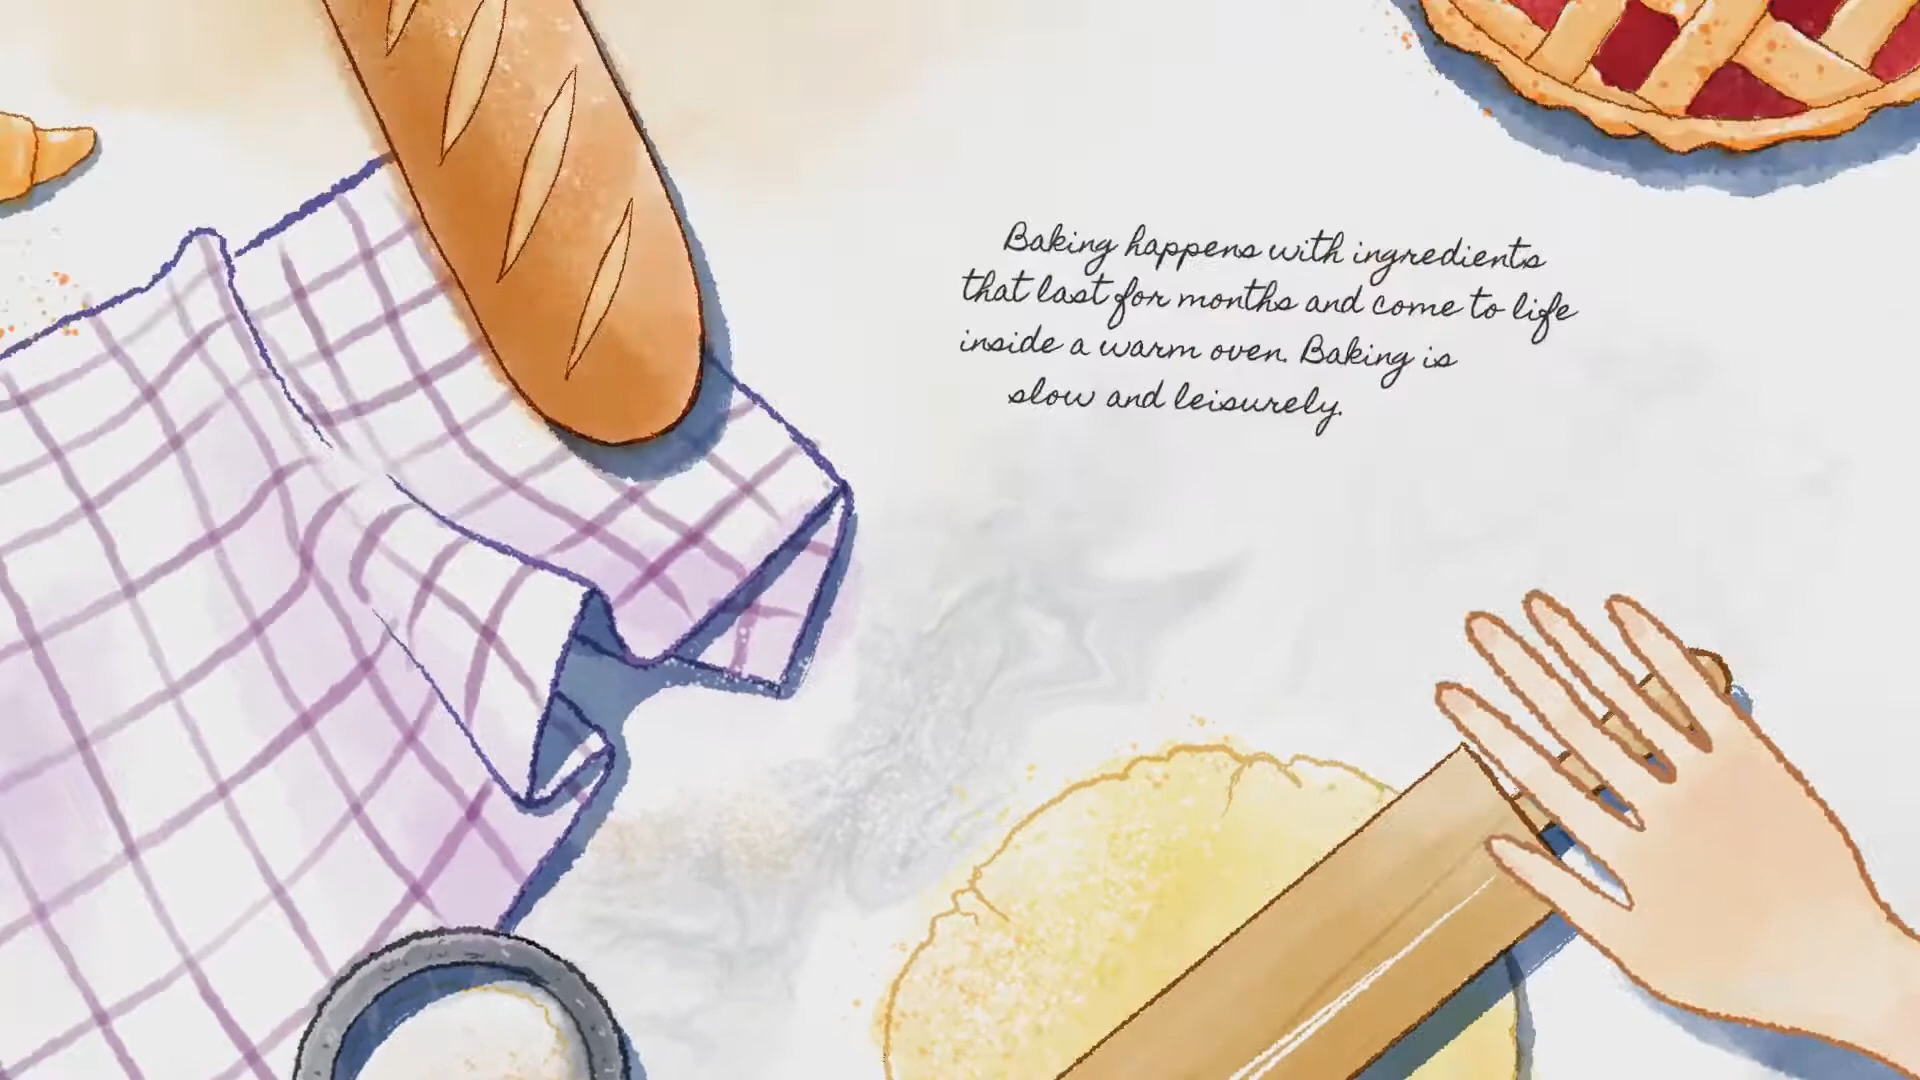 Baking happens with ingredients
that last for months and come to life
inside a warm oven. Baking is
slow and leisurely.